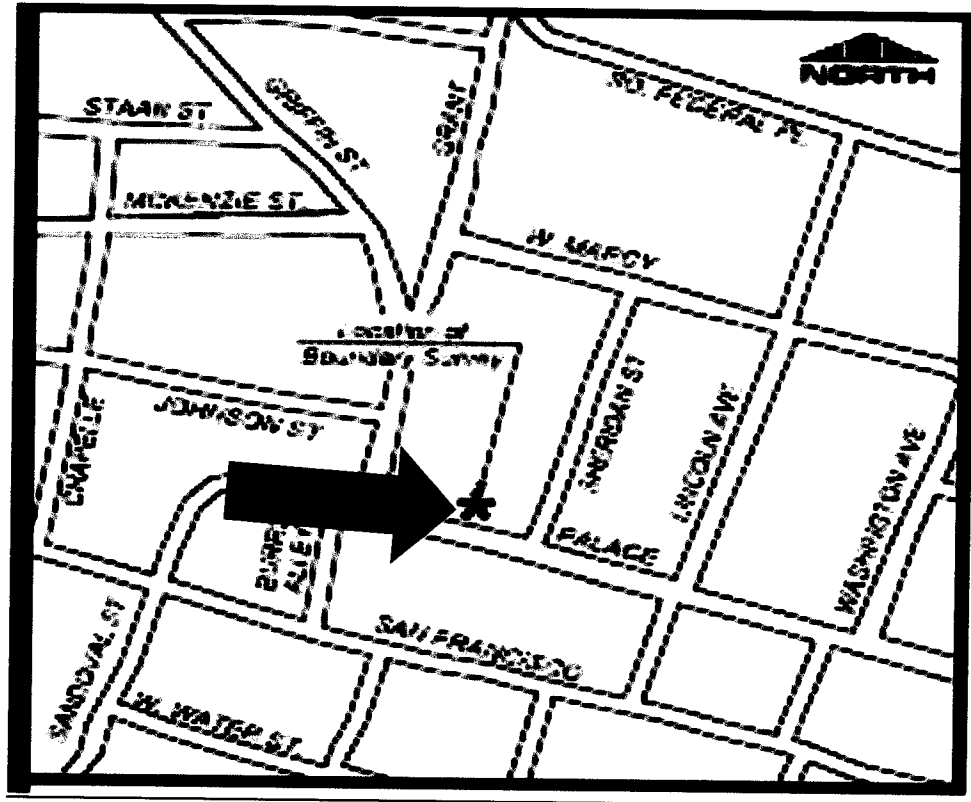 NORTH
SO. FEDERAL PL
STAAB ST
GRIFFIN ST
GRANT
MCKENZIE ST.
W. MARCY
Location of
Boundary Survey
JOHNSON ST
CHAPELLE
SHERIDAN ST
LINCOLN AVE
WASHINGTON AVE
PALACE
SANDOVAL ST
SAN FRANCISCO
W. WATER ST.